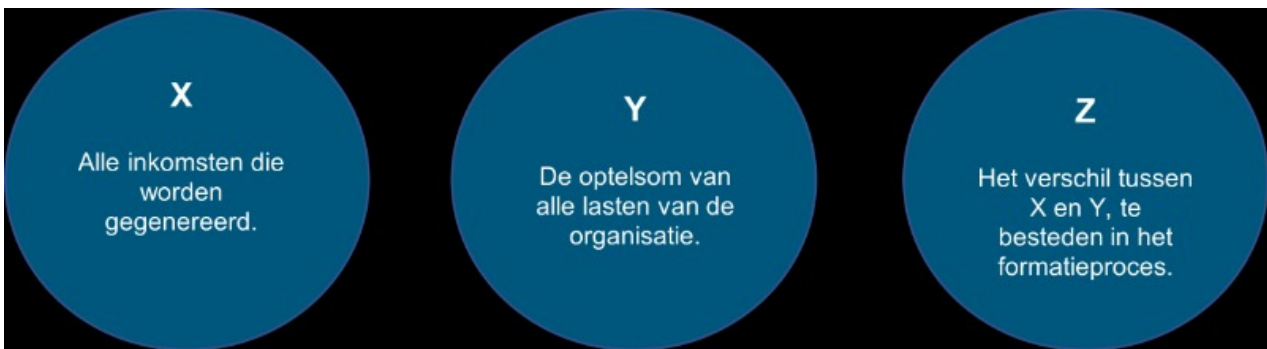 X
Alle inkomsten die
worden
gegenereerd.
Y
De optelsom van
alle lasten van de
organisatie.
Z
Het verschil tussen
X en Y, te
besteden in het
formatieproces.